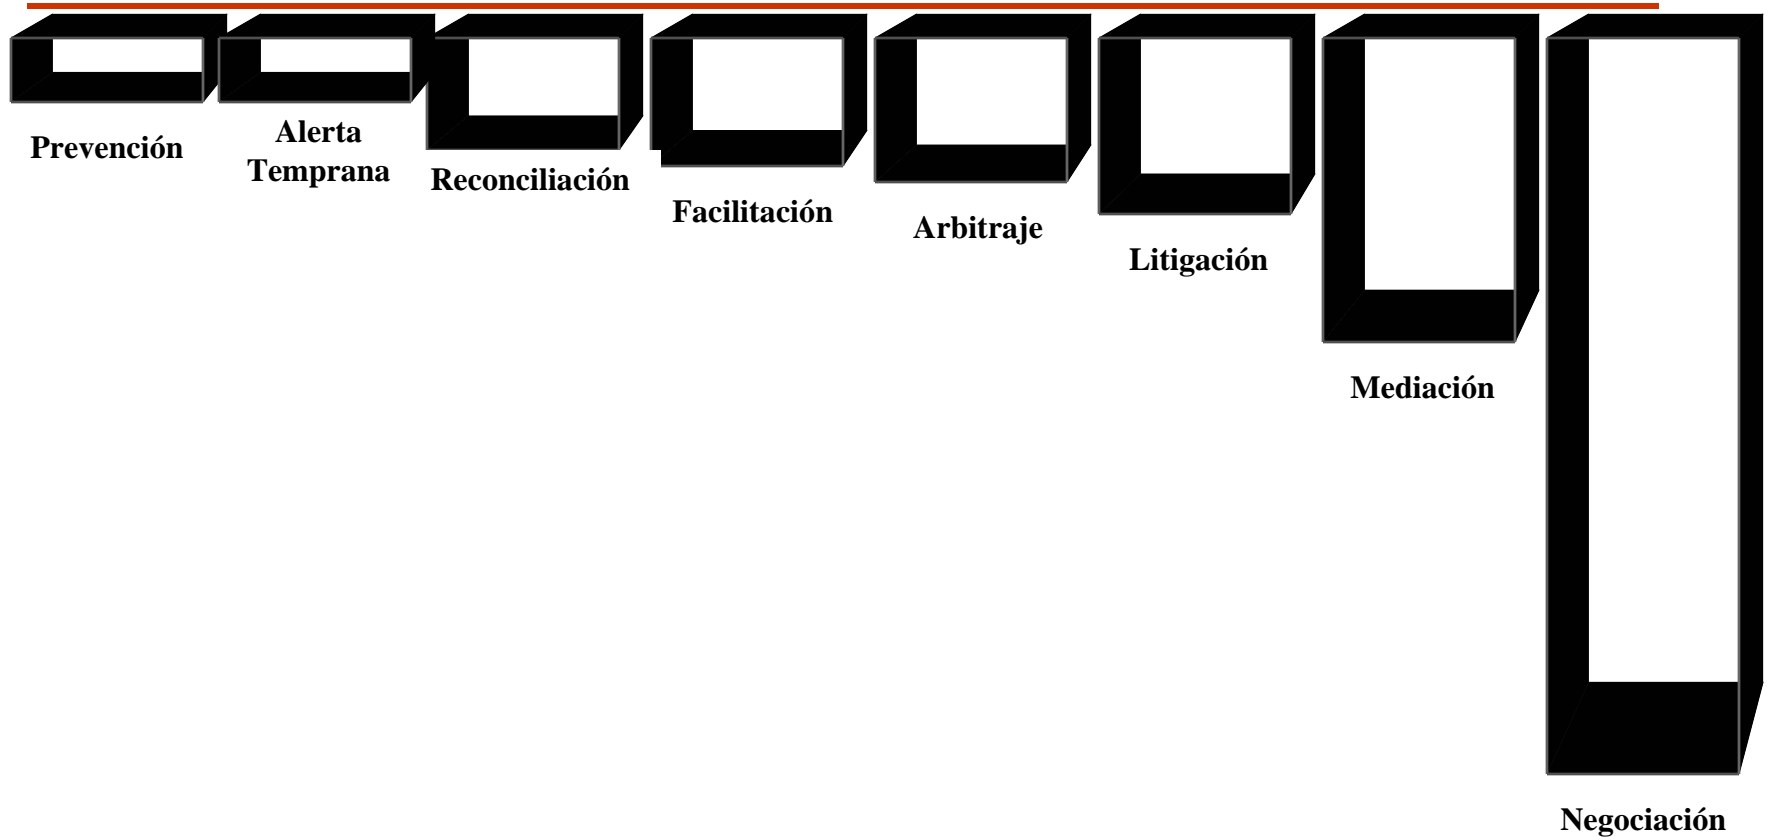 Prevención
Alerta
Temprana
Reconciliación
Facilitación
Arbitraje
Litigación
Mediación
Negociación